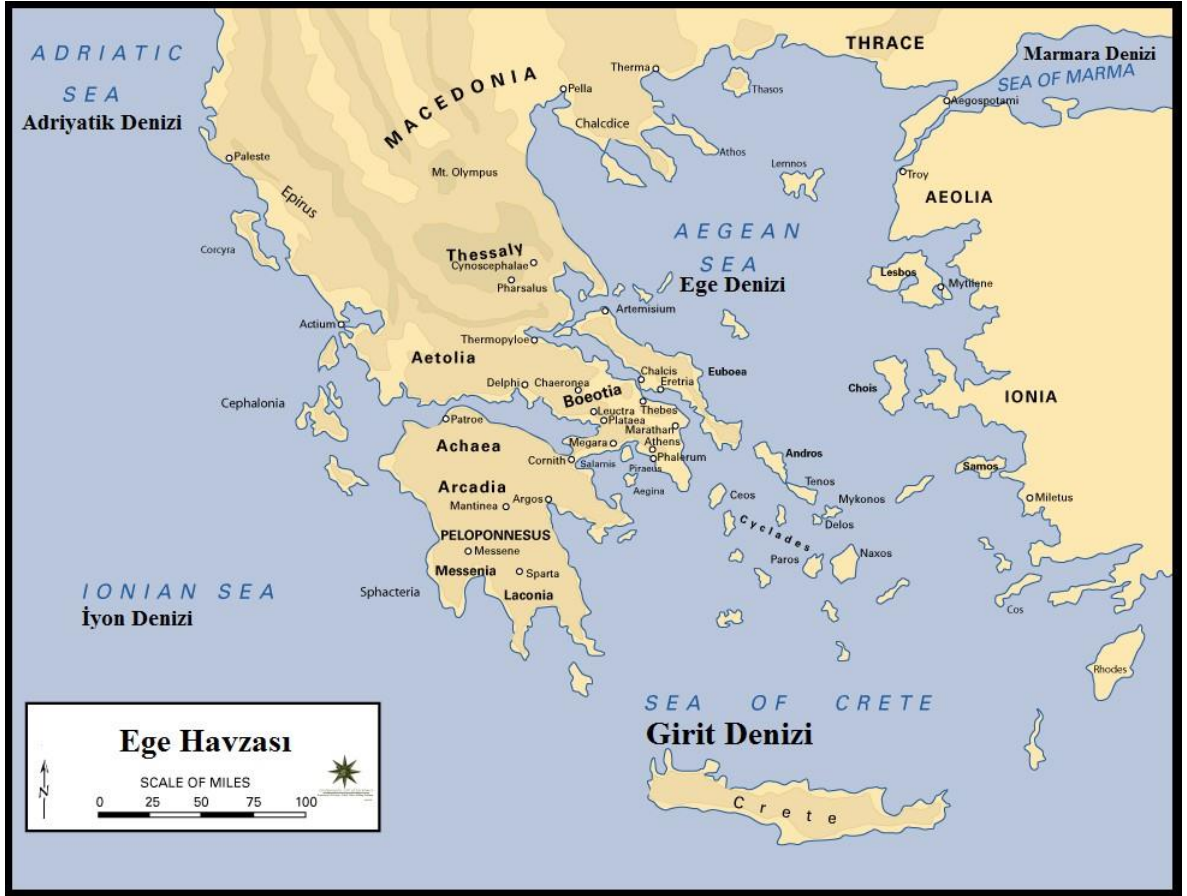 ADRIATIC
SEA
Adriyatik Denizi
MACEDONIA
THRACE
Marmara Denizi
SEA OF MARMA
Therma
Pella
Thasos
Aegospotami
Chalcdice
Athos
Lemnos
Paleste
Mt. Olympus
Troy
AEOLIA
Epirus
AEGEAN
SEA
Ege Denizi
Corcyra
Thessaly
Cynoscephalae
Pharsalus
Lesbos
Mytilene
Artemisium
Actium
Thermopyloe
Aetolia
Chalcis
Euboea
Eretria
Delphi
Chaeronea
Boeotia
Chois
IONIA
Cephalonia
Leuctra
Thebes
Plataea
Patroe
Marathan
Achaea
Megara
Athens
Cornith
Salamis
Phalerum
Piraeus
Andros
Samos
Arcadia
Aegina
Tenos
Ceos
Mykonos
Miletus
Mantinea
Argos
Delos
Cyclades
PELOPONNESUS
Messene
Paros
Naxos
Messenia
Sparta
Sphacteria
Laconia
IONIAN SEA
İyon Denizi
Cos
Rhodes
SEA OF CRETE
Girit Denizi
Crete
Ege Havzası
SCALE OF MILES
N
0 25 50 75 100